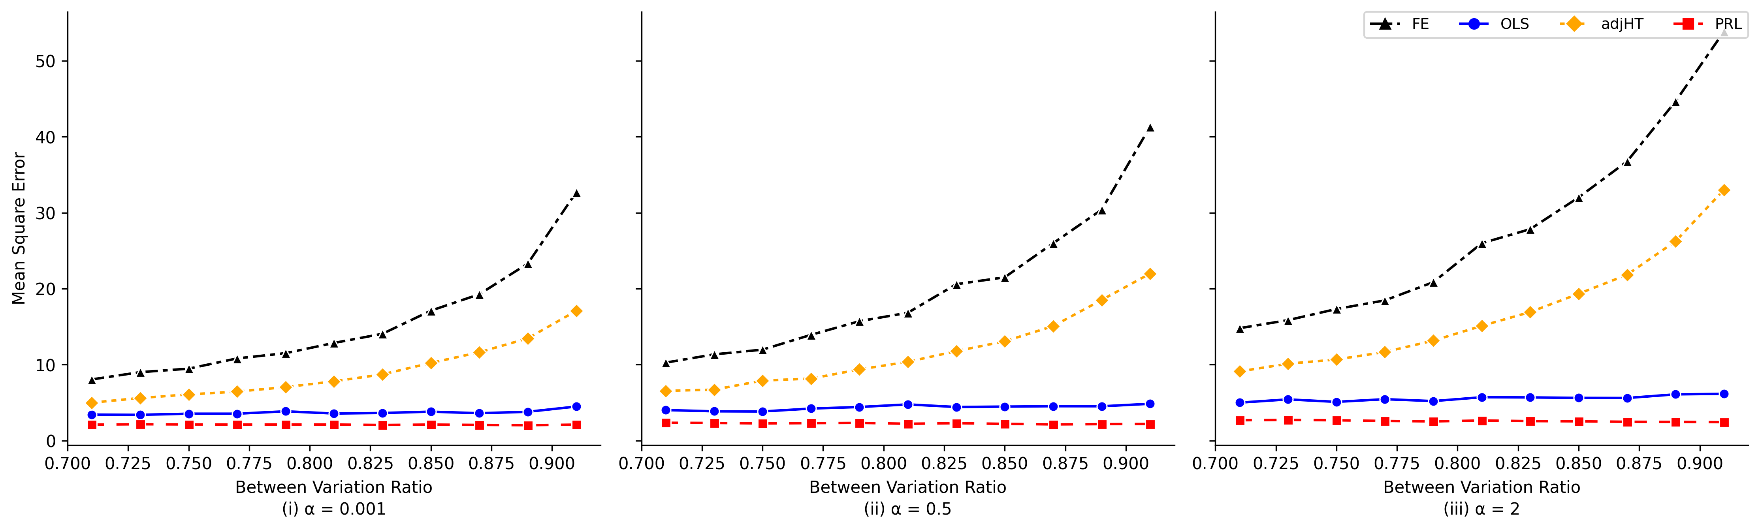 FE OLS adjHT PRL
Mean Square Error
50
40
30
20
10
0
0.700 0.725 0.750 0.775 0.800 0.825 0.850 0.875 0.900
Between Variation Ratio
(i) α = 0.001
0.700 0.725 0.750 0.775 0.800 0.825 0.850 0.875 0.900
Between Variation Ratio
(ii) α = 0.5
0.700 0.725 0.750 0.775 0.800 0.825 0.850 0.875 0.900
Between Variation Ratio
(iii) α = 2